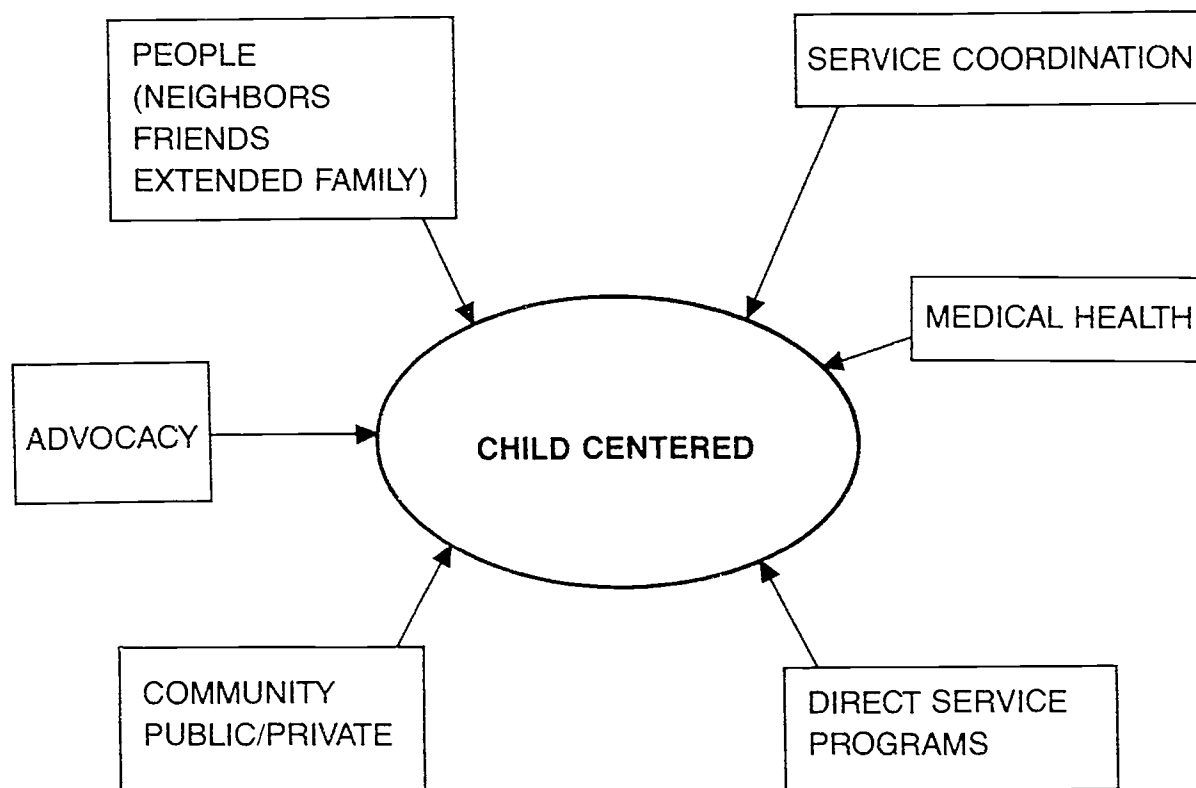 PEOPLE
(NEIGHBORS
FRIENDS
EXTENDED FAMILY)
SERVICE COORDINATION
MEDICAL HEALTH
ADVOCACY
CHILD CENTERED
COMMUNITY
PUBLIC/PRIVATE
DIRECT SERVICE
PROGRAMS